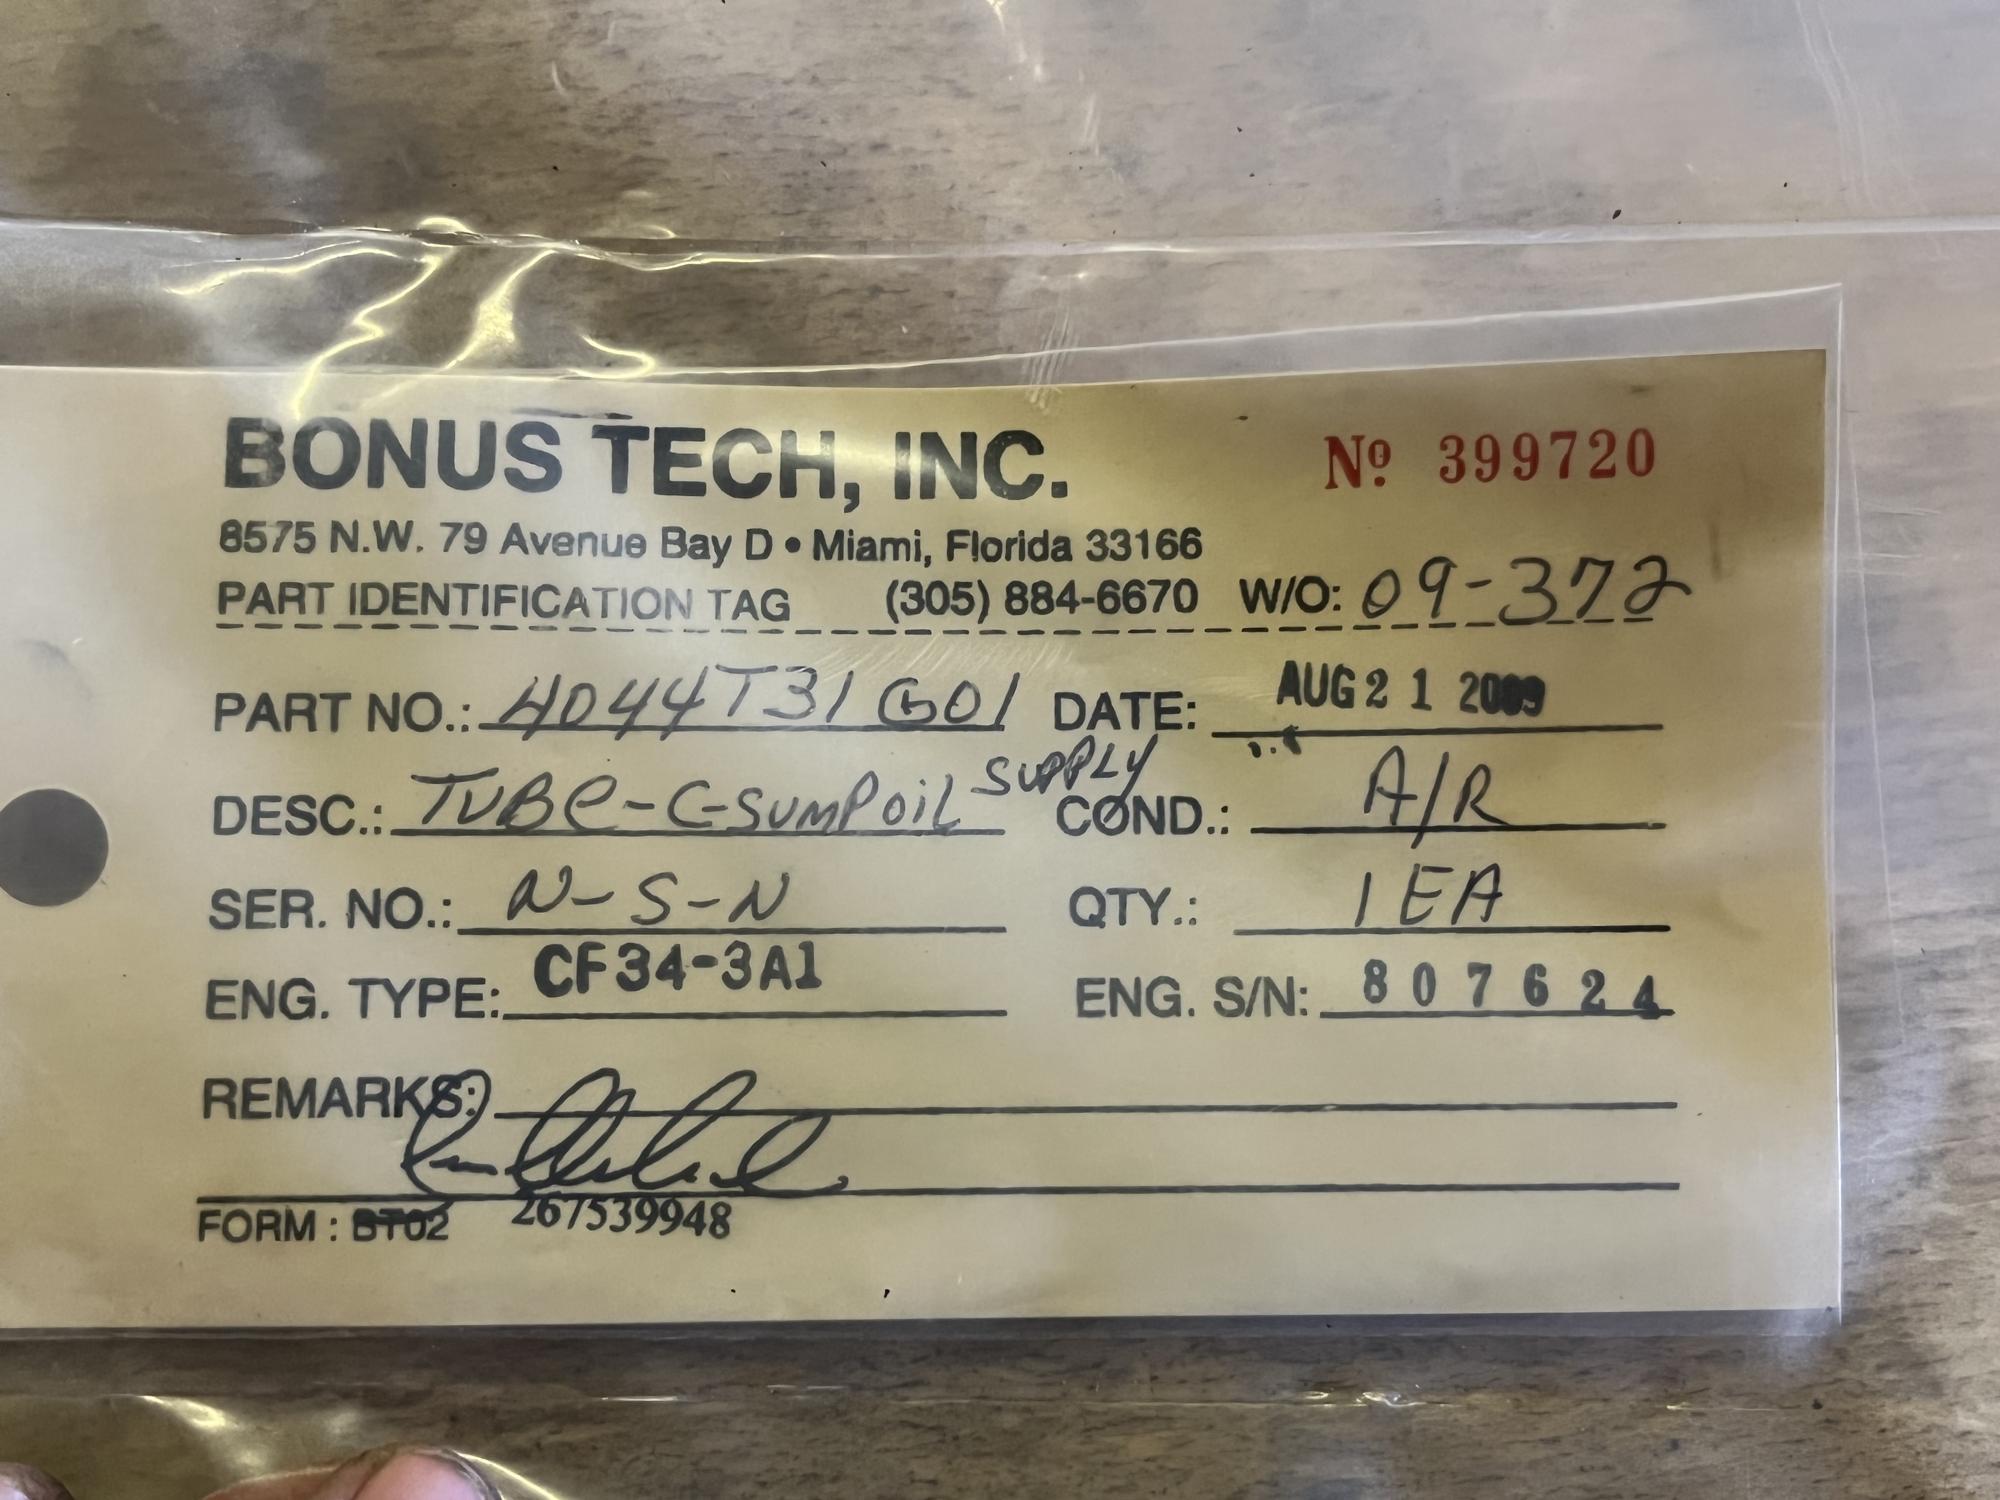 BONUS TECH, INC. Nº 399720
8575 N.W. 79 Avenue Bay D • Miami, Florida 33166
PART IDENTIFICATION TAG (305) 884-6670 W/O: 09-372
PART NO.: 4044T31G01 DATE: AUG 21 2009
DESC.: TUBE-C-SUMP OIL SUPPLY COND.: A/R
SER. NO.: N-S-N QTY.: 1 EA
ENG. TYPE: CF34-3A1 ENG. S/N: 807624
REMARKS:
FORM : BT02 267539948